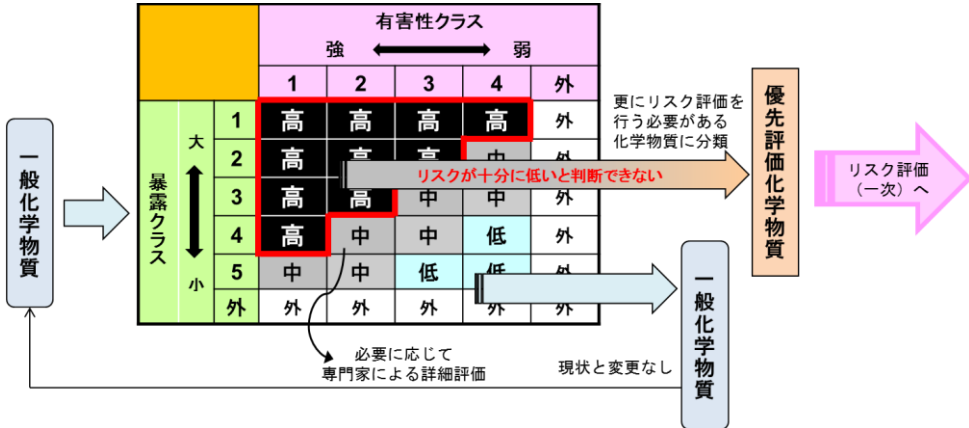 有害性クラス
強 弱
1 2 3 4 外
一般化学物質
暴露クラス
大
小
1 高 高 高 高 外
2 高 高 高 中 外
3 高 高 中 中 外
4 高 中 中 低 外
5 中 中 低 低 外
外 外 外 外 外 外
リスクが十分に低いと判断できない
更にリスク評価を
行う必要がある
化学物質に分類
優先評価化学物質
リスク評価
(一次)へ
必要に応じて
専門家による詳細評価
現状と変更なし
一般化学物質